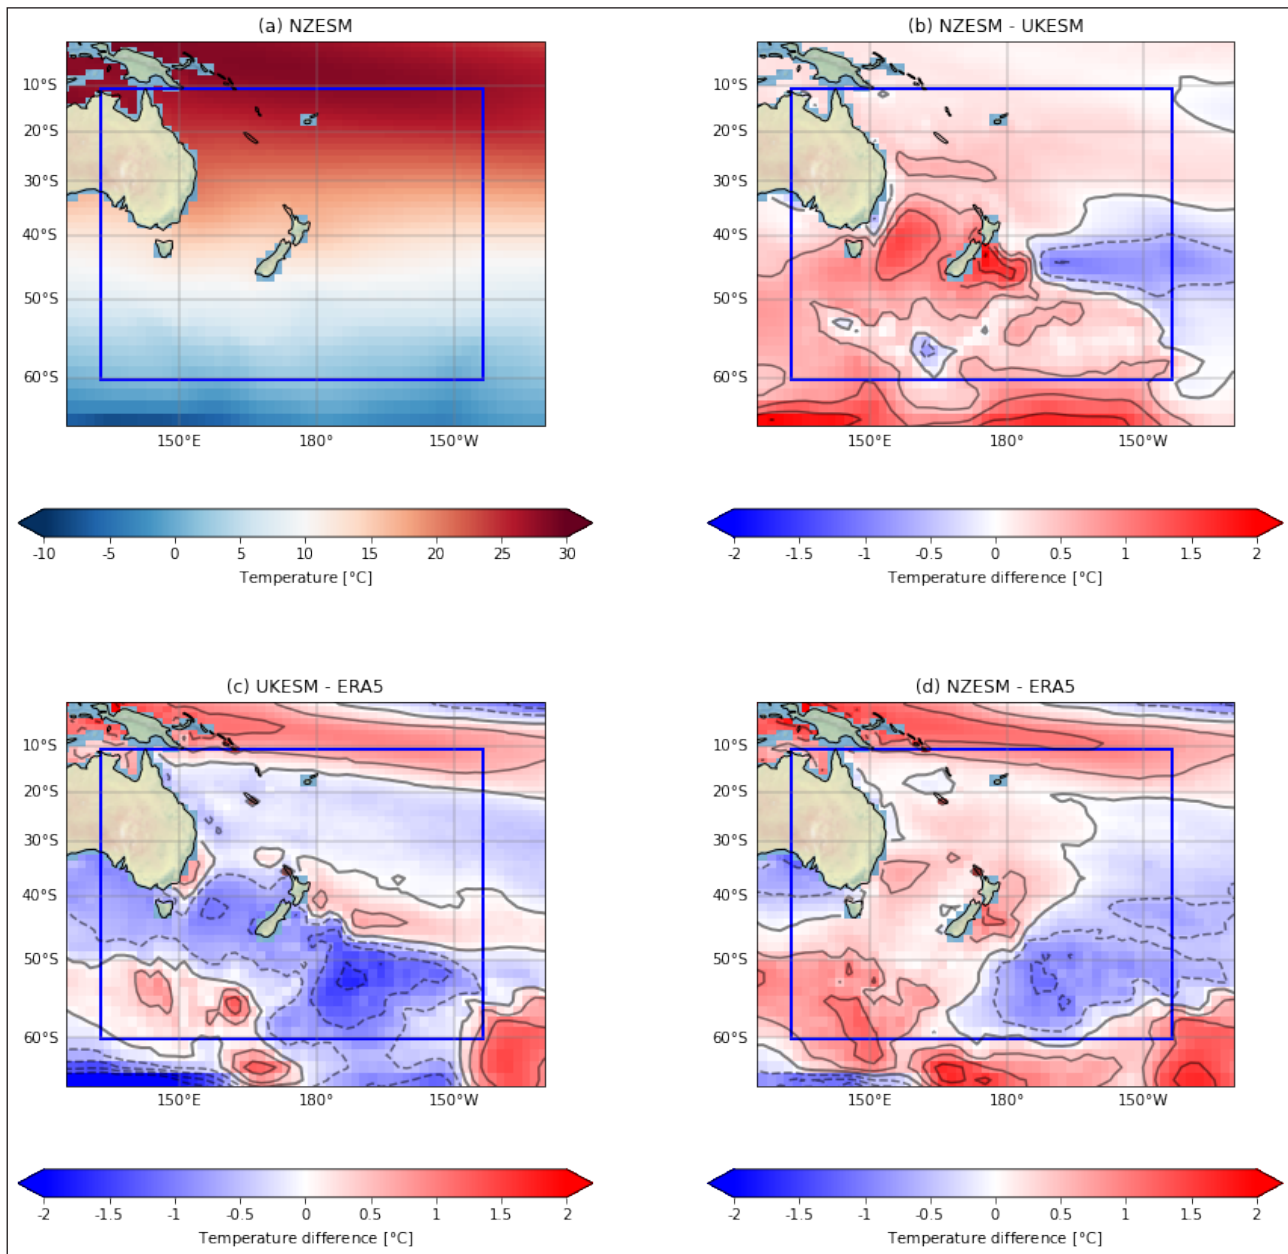 (a) NZESM
(b) NZESM - UKESM
10°S
20°S
30°S
40°S
50°S
60°S
150°E
180°
150°W
10°S
20°S
30°S
40°S
50°S
60°S
150°E
180°
150°W
-10
-5
0
5
10
15
20
25
30
Temperature [°C]
-2
-1.5
-1
-0.5
0
0.5
1
1.5
2
Temperature difference [°C]
(c) UKESM - ERA5
(d) NZESM - ERA5
10°S
20°S
30°S
40°S
50°S
60°S
150°E
180°
150°W
10°S
20°S
30°S
40°S
50°S
60°S
150°E
180°
150°W
-2
-1.5
-1
-0.5
0
0.5
1
1.5
2
Temperature difference [°C]
-2
-1.5
-1
-0.5
0
0.5
1
1.5
2
Temperature difference [°C]